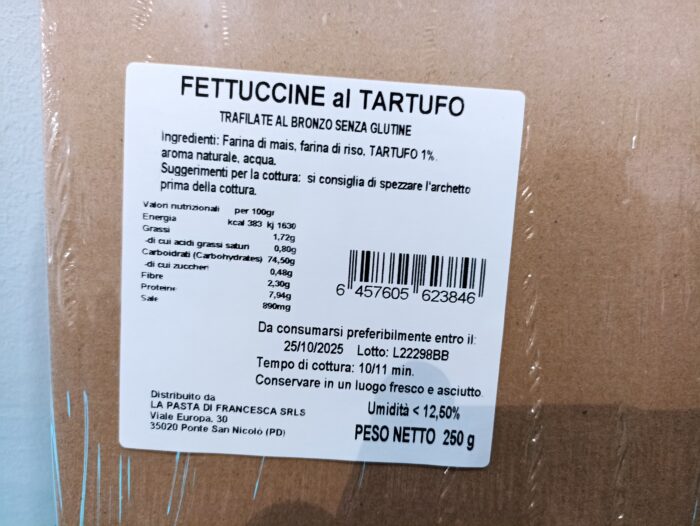 FETTUCCINE al TARTUFO
TRAFILATE AL BRONZO SENZA GLUTINE
Ingredienti: Farina di mais, farina di riso, TARTUFO 1%.
aroma naturale, acqua.
Suggerimenti per la cottura: si consiglia di spezzare l'archetto
prima della cottura.
Valori nutrizionali per 100gr
Energia kcal 383 kj 1630
Grassi 1,72g
-di cui acidi grassi saturi 0,80g
Carboidrati (Carbohydrates) 74,50g
-di cui zuccheri 0,48g
Fibre 2,30g
Proteine 7,94g
Sale 890mg
6 457605 623846
Da consumarsi preferibilmente entro il:
25/10/2025 Lotto: L22298BB
Tempo di cottura: 10/11 min.
Conservare in un luogo fresco e asciutto.
Umidità < 12,50%
PESO NETTO 250 g
Distribuito da
LA PASTA DI FRANCESCA SRLS
Viale Europa, 30
35020 Ponte San Nicoló (PD)